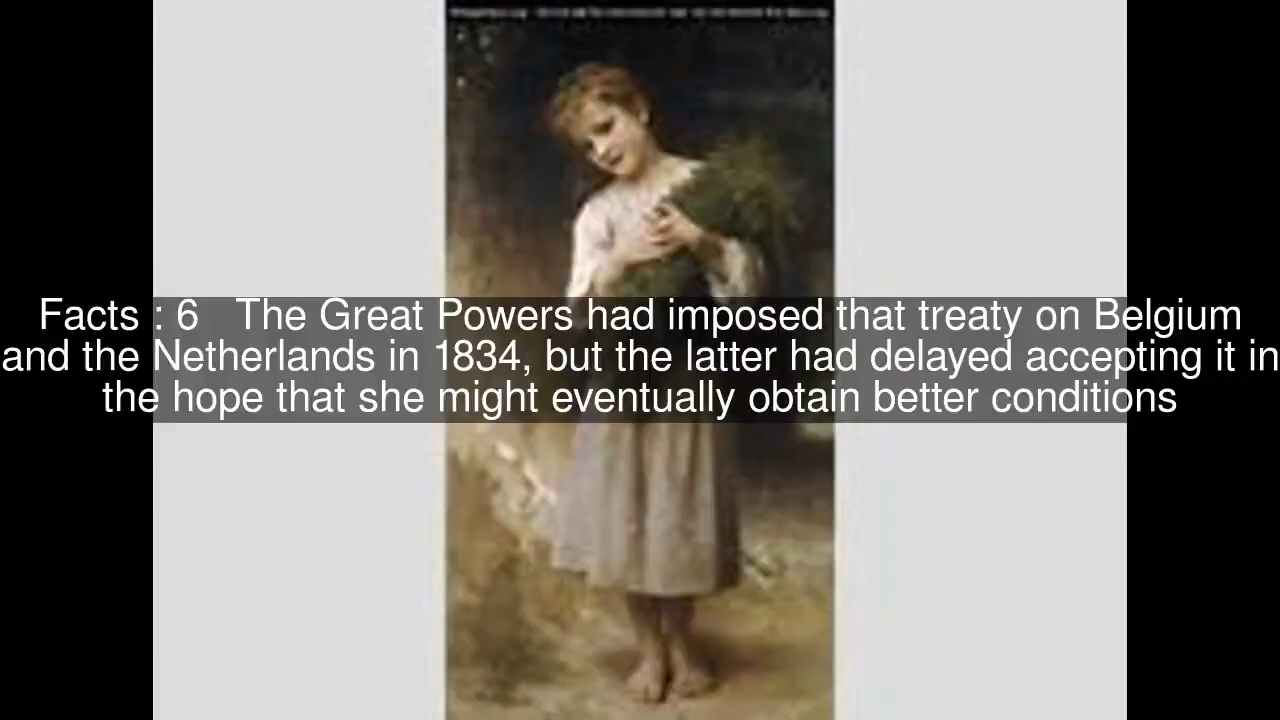 Facts : 6 The Great Powers had imposed that treaty on Belgium
and the Netherlands in 1834, but the latter had delayed accepting it in
the hope that she might eventually obtain better conditions